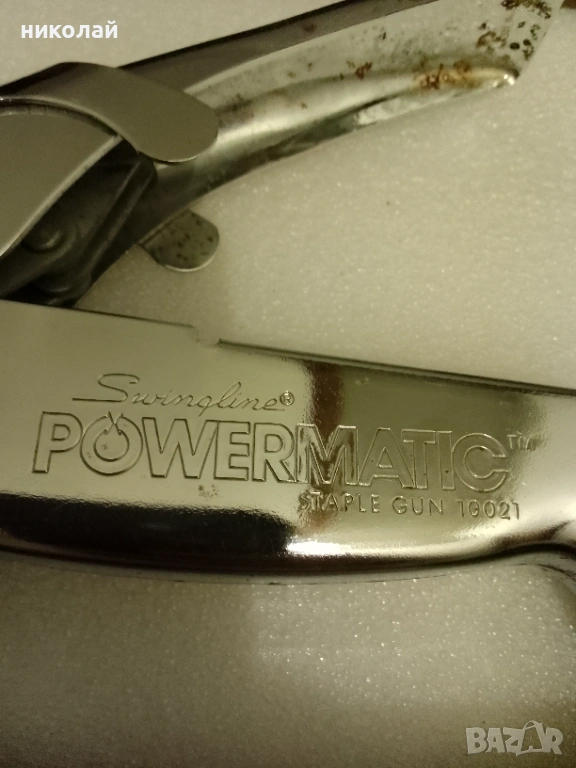 николай
Swingline®
POWERMATIC™
STAPLE GUN 10021
BAZAR